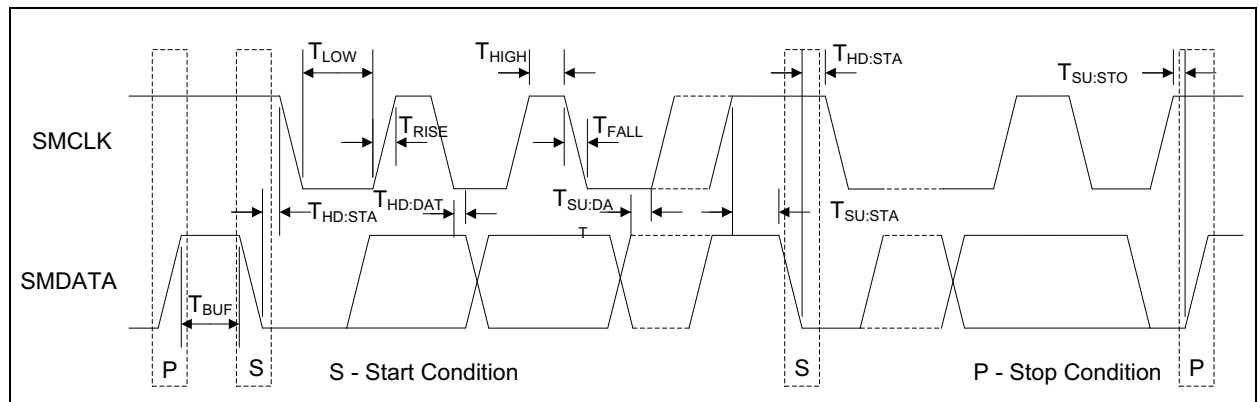 TLOW
THIGH
THD:STA
TSU:STO
SMCLK
TRISE
TFALL
THD:STA
THD:DAT
TSU:DA
T
TSU:STA
SMDATA
TBUF
P
S
S - Start Condition
S
P - Stop Condition
P